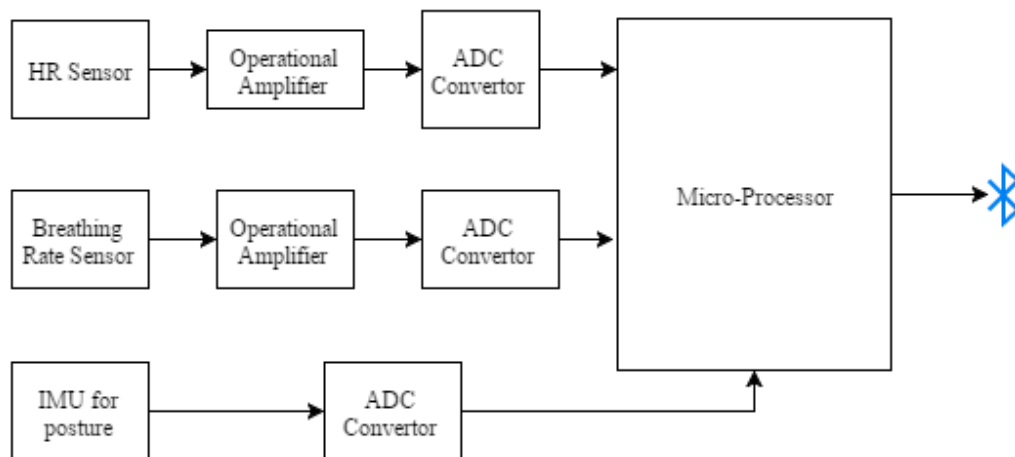 HR Sensor
Operational
Amplifier
ADC
Convertor
Micro-Processor
Breathing
Rate Sensor
Operational
Amplifier
ADC
Convertor
IMU for
posture
ADC
Convertor